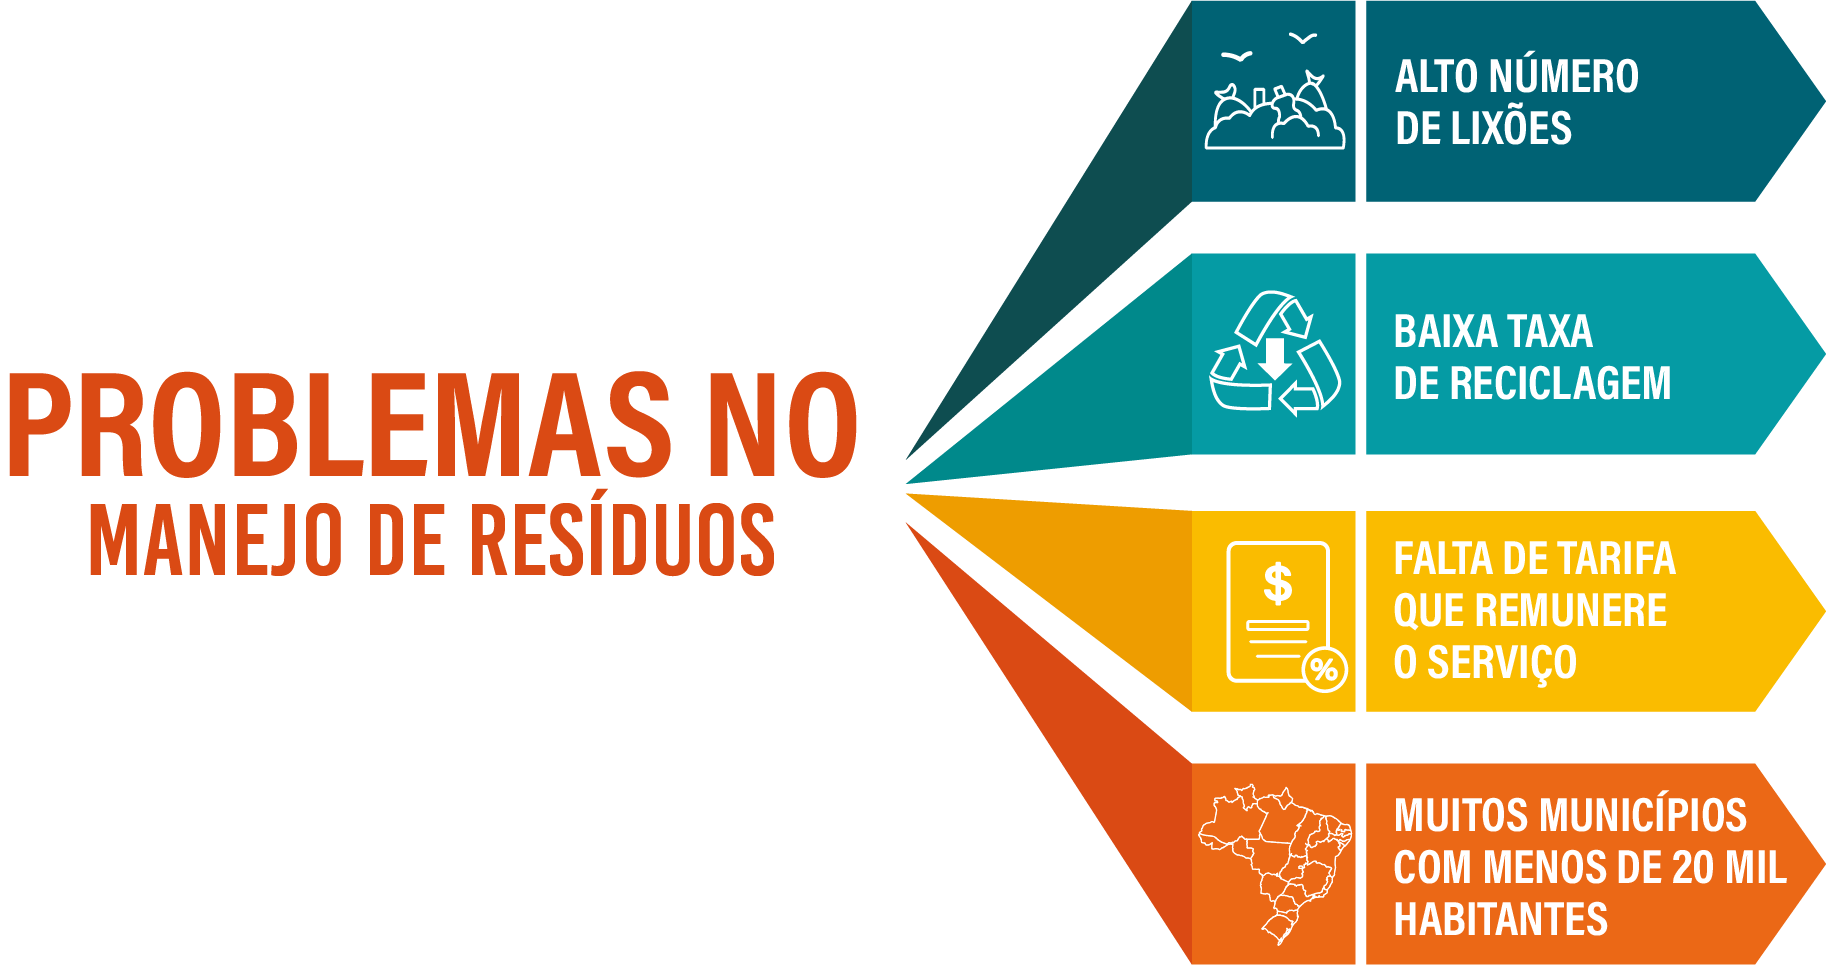 PROBLEMAS NO
MANEJO DE RESÍDUOS
ALTO NÚMERO
DE LIXÕES
BAIXA TAXA
DE RECICLAGEM
$
%
FALTA DE TARIFA
QUE REMUNERE
O SERVIÇO
MUITOS MUNICÍPIOS
COM MENOS DE 20 MIL
HABITANTES